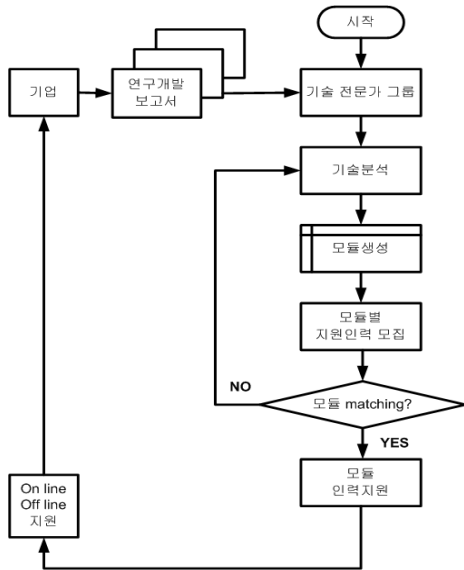 시작
기업
연구개발
보고서
기술 전문가 그룹
기술분석
모듈생성
모듈별
지원인력 모집
모듈 matching?
NO
YES
모듈
인력지원
On line
Off line
지원